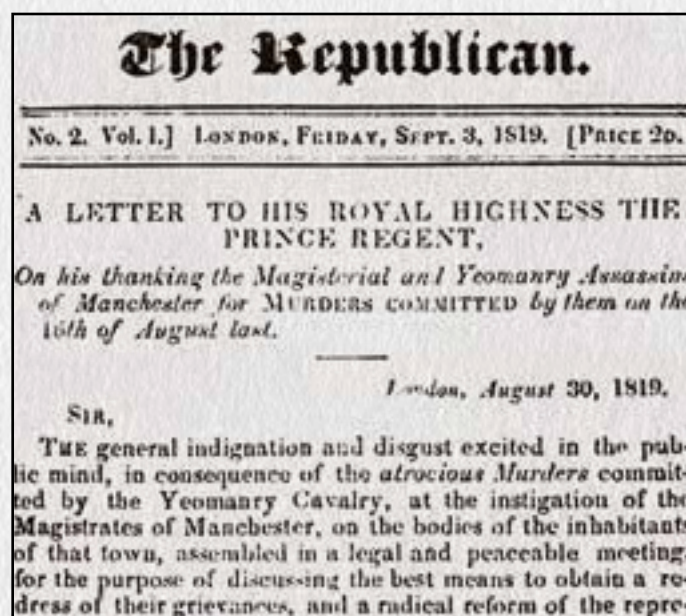 The Republican.
No. 2. Vol. 1.] LONDON, FRIDAY, SEPT. 3, 1819. [PRICE 2D.
A LETTER TO HIS ROYAL HIGHNESS THE
PRINCE REGENT,
On his thanking the Magisterial and Yeomanry Assassin
of Manchester for MURDERS COMMITTED by them on the
16th of August last.
London, August 30, 1819.
SIR,
THE general indignation and disgust excited in the pub-
lic mind, in consequence of the atrocious Murders commit-
ted by the Yeomanry Cavalry, at the instigation of the
Magistrates of Manchester, on the bodies of the inhabitants
of that town, assembled in a legal and peaceable meeting,
for the purpose of discussing the best means to obtain a re-
dress of their grievances, and a radical reform of the repre-